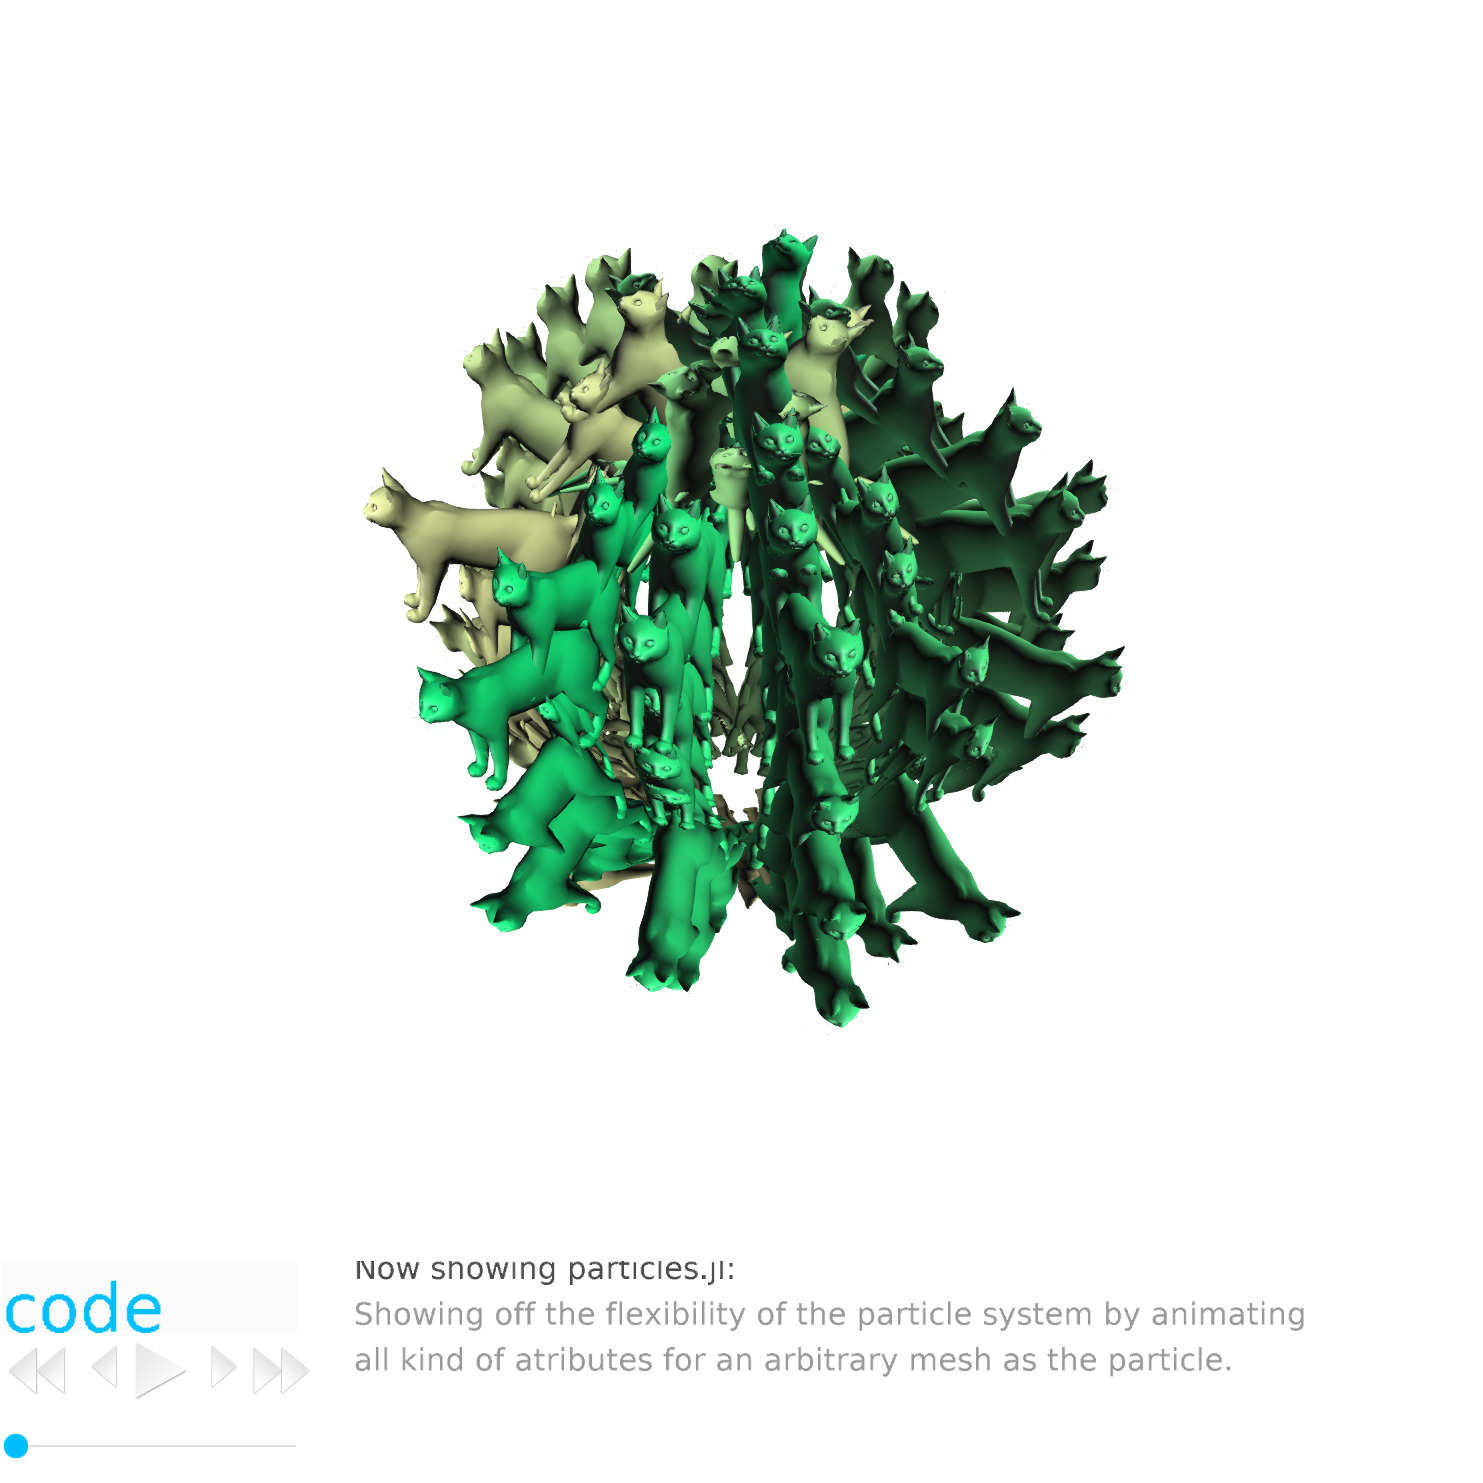 Now showing particles.jl:
code
Showing off the flexibility of the particle system by animating
all kind of atributes for an arbitrary mesh as the particle.